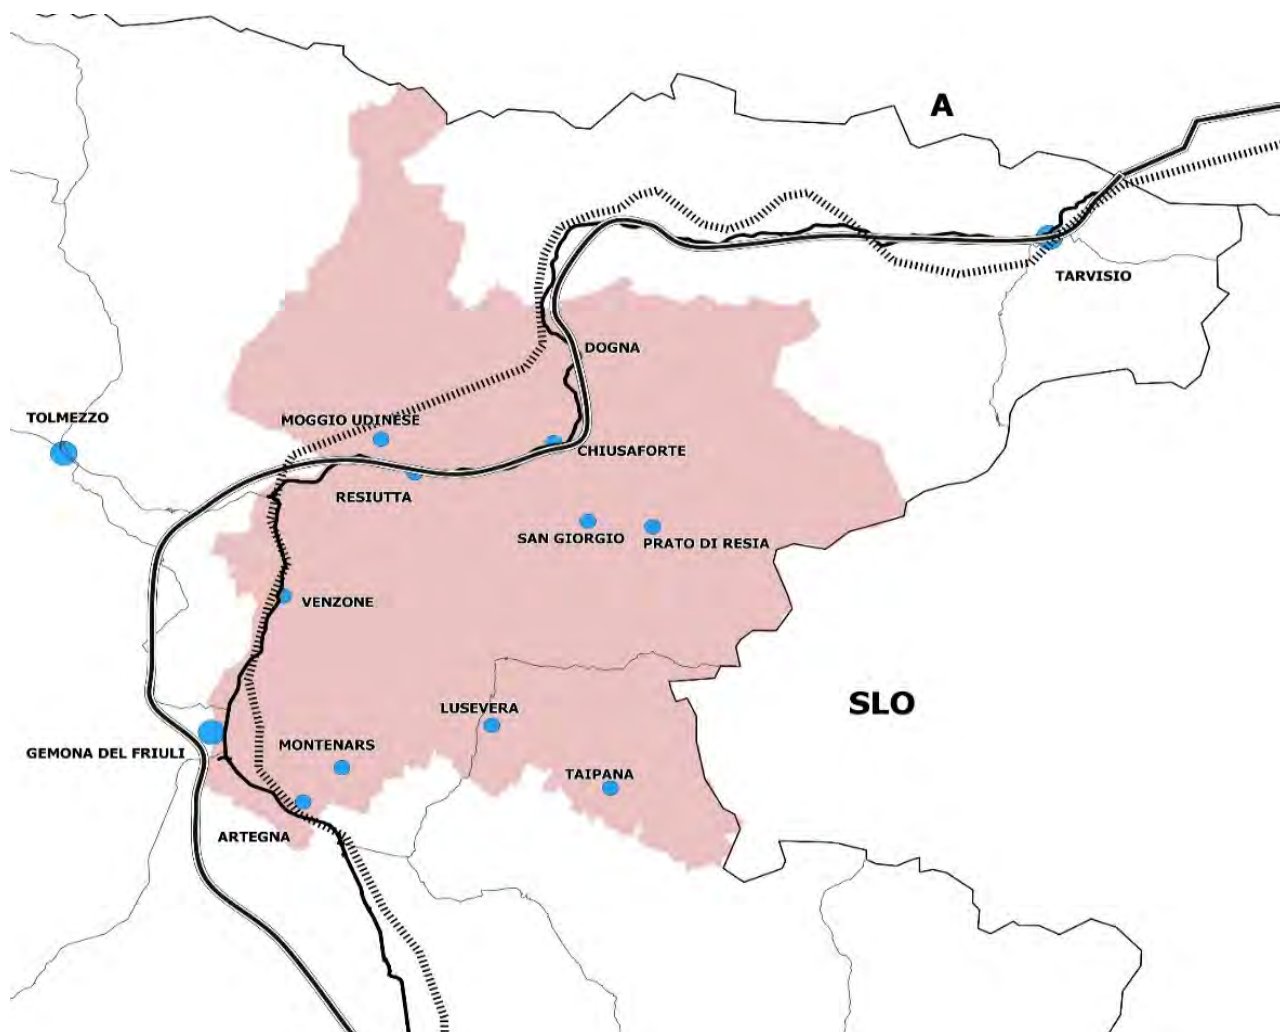 A
TARVISIO
DOGNA
TOLMEZZO
MOGGIO UDINESE
CHIUSAFORTE
RESIUTTA
SAN GIORGIO
PRATO DI RESIA
VENZONE
SLO
LUSEVERA
GEMONA DEL FRIULI
MONTENARS
TAIPANA
ARTEGNA